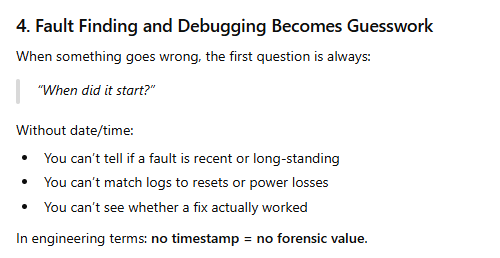 4. Fault Finding and Debugging Becomes Guesswork
When something goes wrong, the first question is always:
“When did it start?”
Without date/time:
• You can’t tell if a fault is recent or long-standing
• You can’t match logs to resets or power losses
• You can’t see whether a fix actually worked
In engineering terms: no timestamp = no forensic value.